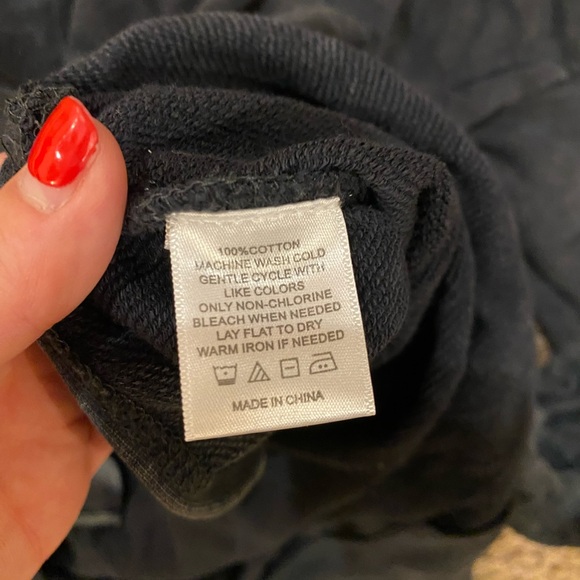 100%COTTON
MACHINE WASH COLD
GENTLE CYCLE WITH
LIKE COLORS
ONLY NON-CHLORINE
BLEACH WHEN NEEDED
LAY FLAT TO DRY
WARM IRON IF NEEDED
MADE IN CHINA